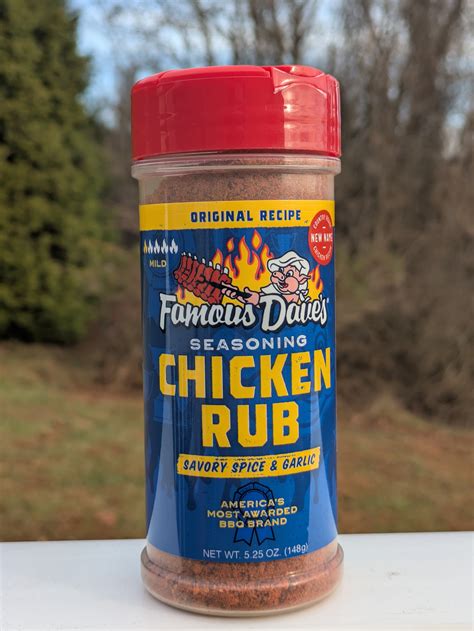 ORIGINAL RECIPE
NEW NAME
MILD
Famous Dave's
SEASONING
CHICKEN
RUB
SAVORY SPICE & GARLIC
AMERICA'S
MOST AWARDED
BBQ BRAND
NET WT. 5.25 OZ. (148g)